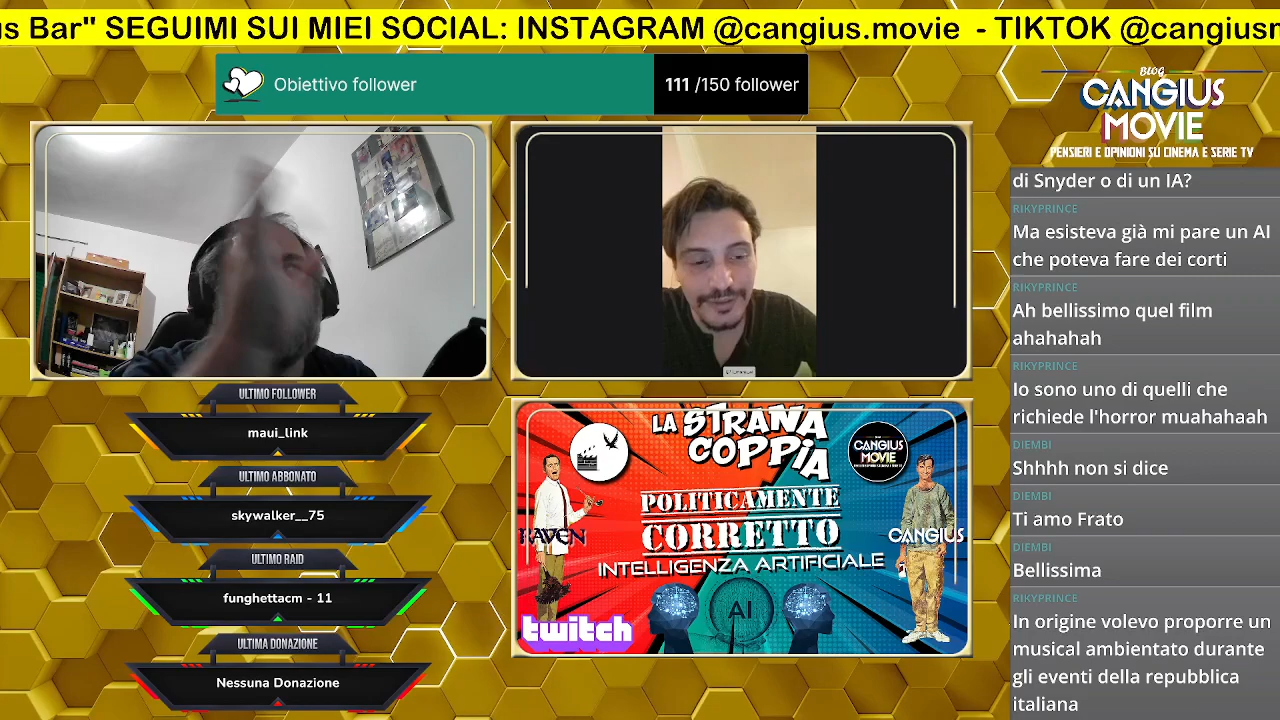 s Bar" SEGUIMI SUI MIEI SOCIAL: INSTAGRAM @cangius.movie - TIKTOK @cangiusm
Obiettivo follower
111 /150 follower
BLOG
CANGIUS
MOVIE
PENSIERI E OPINIONI SU CINEMA E SERIE TV
di Snyder o di un IA?
RIKYPRINCE
Ma esisteva già mi pare un AI
che poteva fare dei corti
RIKYPRINCE
Ah bellissimo quel film
ahahahah
RIKYPRINCE
Io sono uno di quelli che
richiede l'horror muahahaah
DIEMBI
Shhhh non si dice
DIEMBI
Ti amo Frato
DIEMBI
Bellissima
RIKYPRINCE
In origine volevo proporre un
musical ambientato durante
gli eventi della repubblica
italiana
ULTIMO FOLLOWER
maui_link
ULTIMO ABBONATO
skywalker__75
ULTIMO RAID
funghettacm - 11
ULTIMA DONAZIONE
Nessuna Donazione
LA STRANA
COPPIA
CANGIUS
MOVIE
POLITICAMENTE
CORRETTO
INTELLIGENZA ARTIFICIALE
RAVEN
CANGIUS
AI
twitch